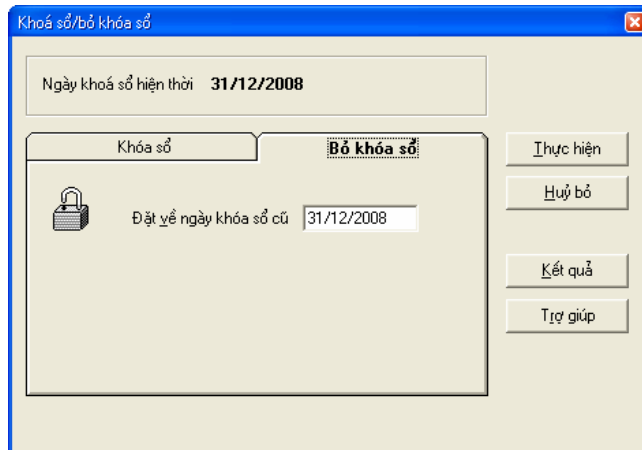 Khoá sổ/bỏ khóa sổ
Ngày khoá sổ hiện thời 31/12/2008
Khóa sổ Bỏ khóa sổ
Thực hiện
Huỷ bỏ
Đặt về ngày khóa sổ cũ 31/12/2008
Kết quả
Trợ giúp